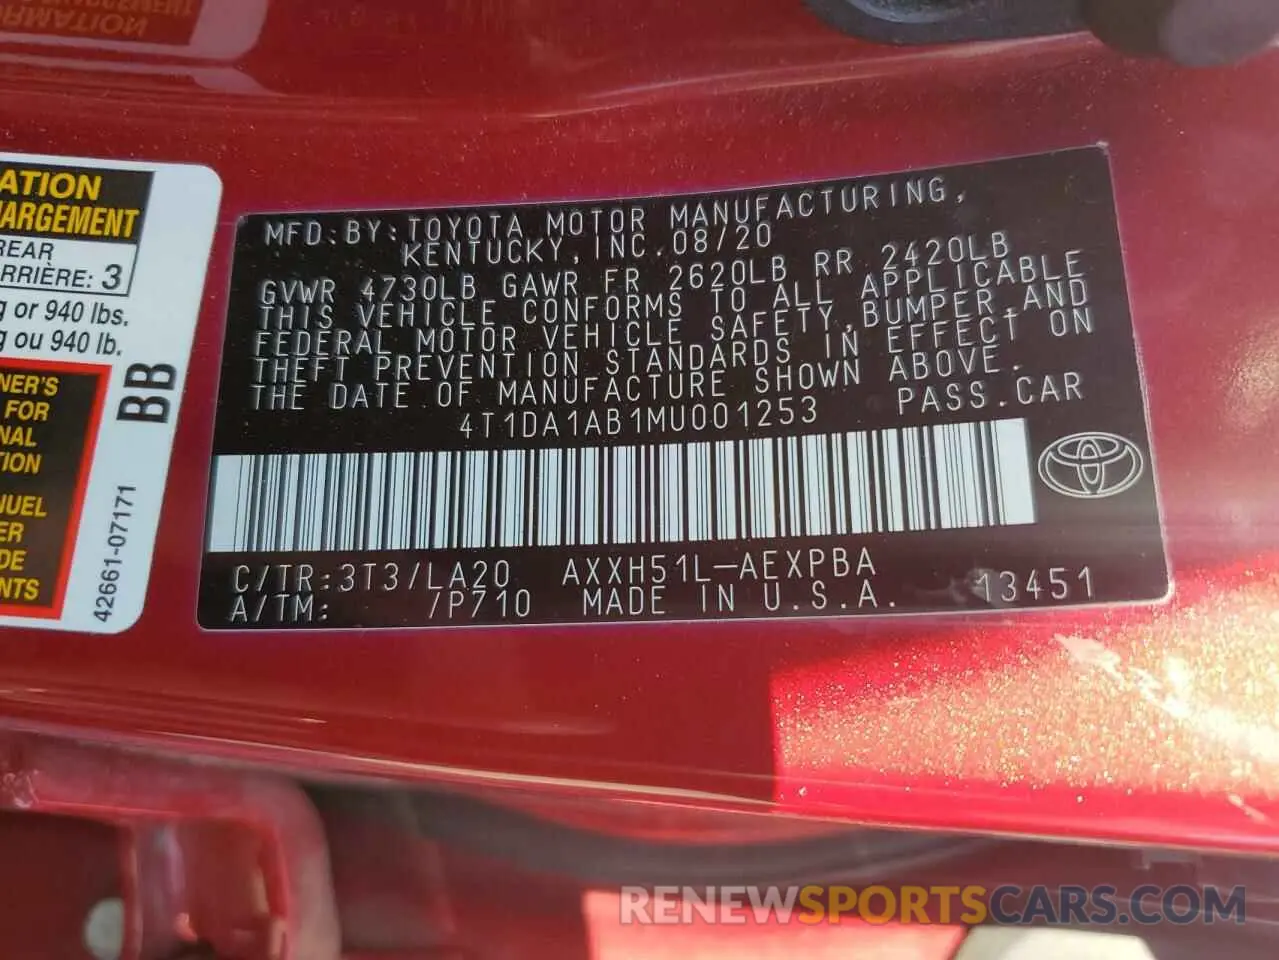 ORMATION
ATION
HARGEMENT
REAR
ARRIÈRE: 3
g or 940 lbs.
g ou 940 lb.
NER'S
FOR
NAL
TION
NUEL
ER
DE
NTS
BB
42661-07171
MFD.BY:TOYOTA MOTOR MANUFACTURING,
KENTUCKY,INC.08/20
GVWR 4730LB GAWR FR 2620LB RR 2420LB
THIS VEHICLE CONFORMS TO ALL APPLICABLE
FEDERAL MOTOR VEHICLE SAFETY,BUMPER,AND
THEFT PREVENTION STANDARDS IN EFFECT ON
THE DATE OF MANUFACTURE SHOWN ABOVE.
4T1DA1AB1MU001253 PASS.CAR
C/TR:3T3/LA20 AXXH51L-AEXPBA
A/TM: /P710 MADE IN U.S.A. 13451
RENEWSPORTSCARS.COM